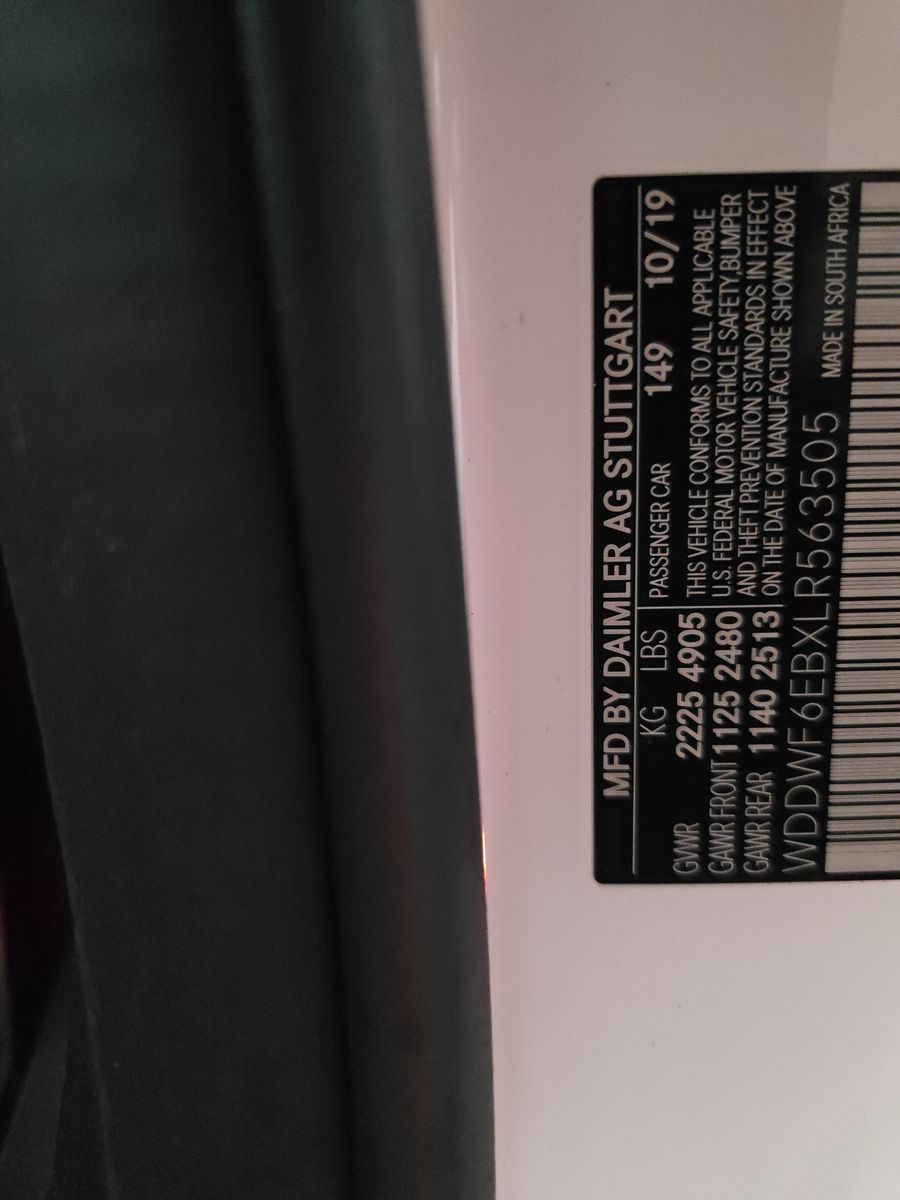 MFD BY DAIMLER AG STUTTGART
KG LBS PASSENGER CAR 149 10/19
GVWR 2225 4905 THIS VEHICLE CONFORMS TO ALL APPLICABLE
GAWR FRONT 1125 2480 U.S. FEDERAL MOTOR VEHICLE SAFETY,BUMPER
GAWR REAR 1140 2513 AND THEFT PREVENTION STANDARDS IN EFFECT
ON THE DATE OF MANUFACTURE SHOWN ABOVE
WDDWF6EBXLR563505 MADE IN SOUTH AFRICA